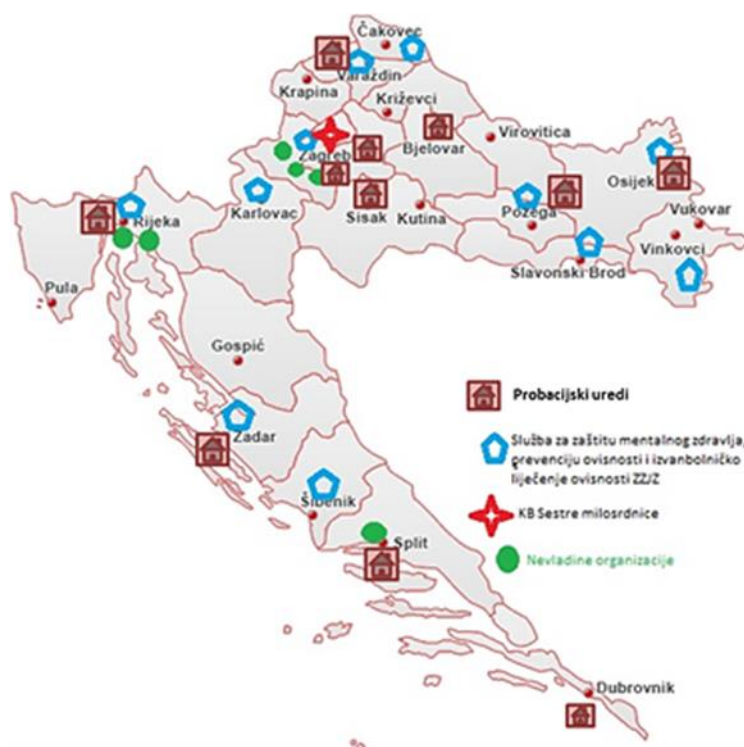 Čakovec
Varaždin
Krapina
Križevci
Virovitica
Zagreb
Bjelovar
Osijek
Karlovac
Sisak
Kutina
Požega
Vukovar
Rijeka
Vinkovci
Slavonski Brod
Pula
Gospić
Probacijski uredi
Služba za zaštitu mentalnog zdravlja,
prevenciju ovisnosti i izvanbolničko
liječenje ovisnosti ZZJZ
Zadar
Šibenik
KB Sestre milosrdnice
Split
Nevladine organizacije
Dubrovnik